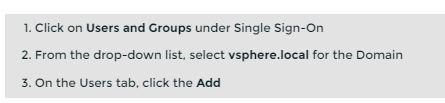 1. Click on Users and Groups under Single Sign-On
2. From the drop-down list, select vsphere.local for the Domain
3. On the Users tab, click the Add